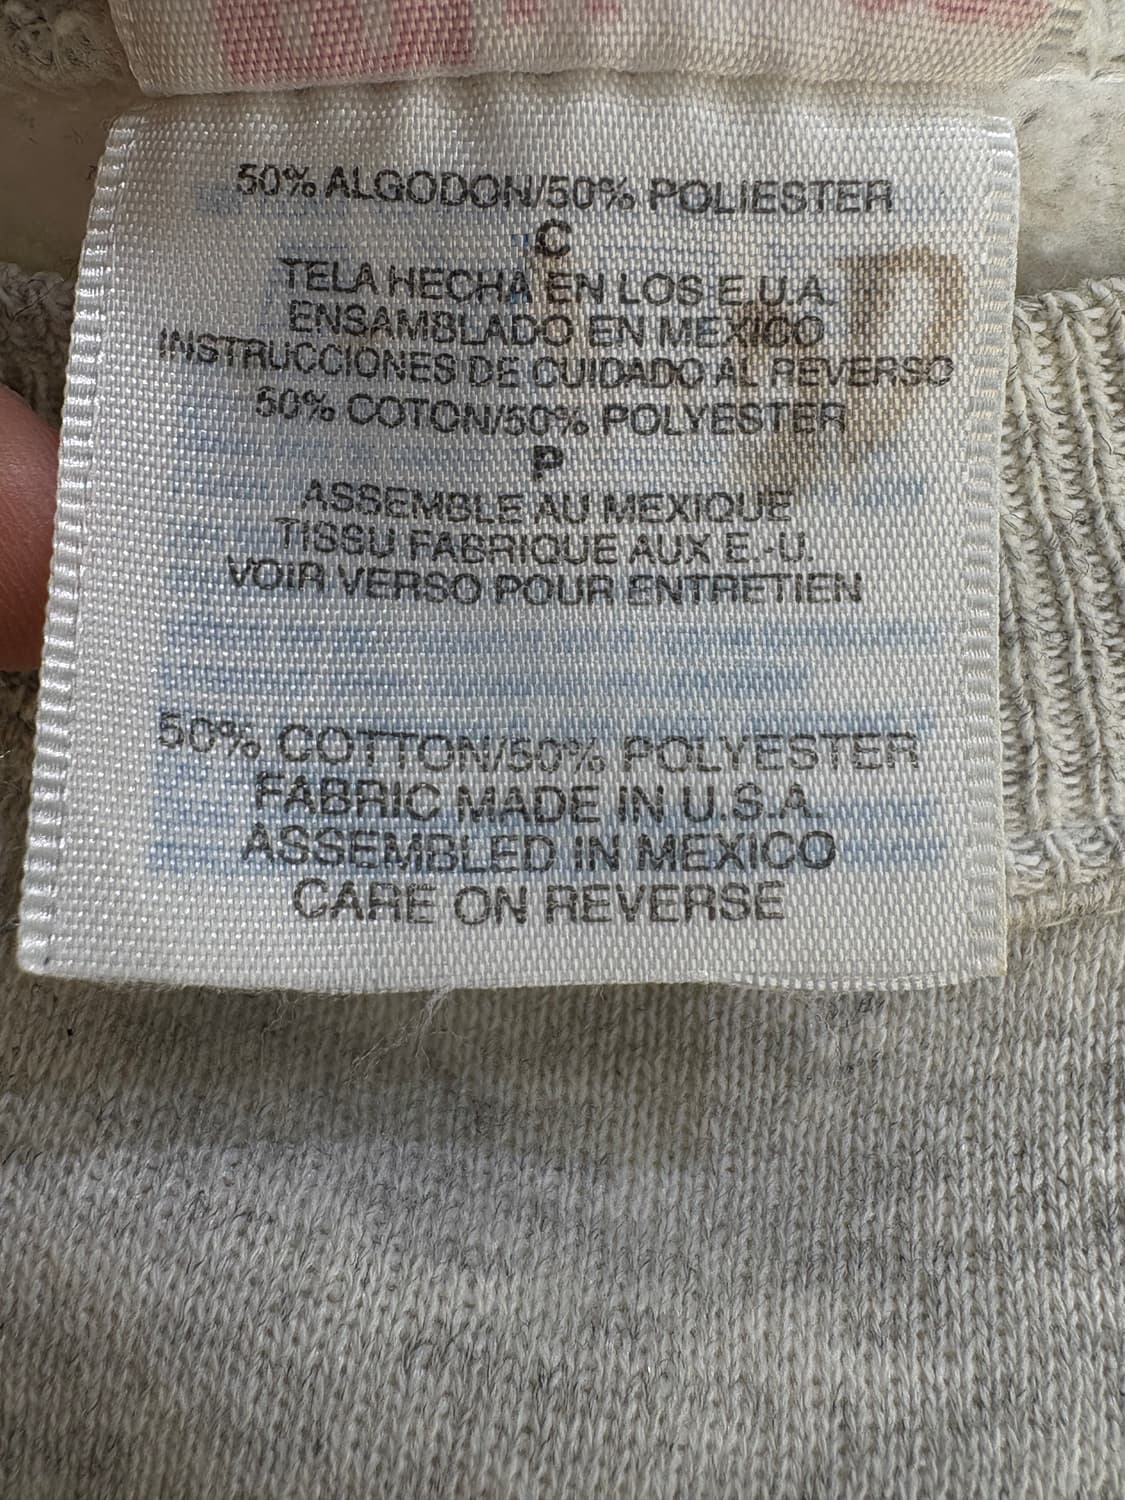 50% ALGODON/50% POLIESTER
C
TELA HECHA EN LOS E.U.A.
ENSAMBLADO EN MEXICO
INSTRUCCIONES DE CUIDADO AL REVERSO
50% COTON/50% POLYESTER
P
ASSEMBLE AU MEXIQUE
TISSU FABRIQUE AUX E.-U.
VOIR VERSO POUR ENTRETIEN
50% COTTON/50% POLYESTER
FABRIC MADE IN U.S.A.
ASSEMBLED IN MEXICO
CARE ON REVERSE